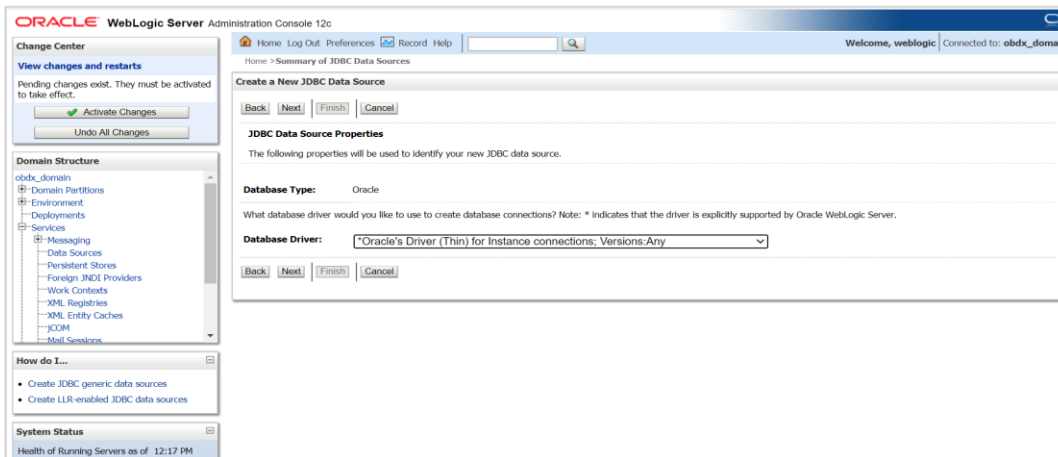 ORACLE WebLogic Server Administration Console 12c
Change Center
View changes and restarts
Pending changes exist. They must be activated
to take effect.
Activate Changes
Undo All Changes
Domain Structure
obdx_domain
Domain Partitions
Environment
Deployments
Services
Messaging
Data Sources
Persistent Stores
Foreign JNDI Providers
Work Contexts
XML Registries
XML Entity Caches
jCOM
Mail Sessions
How do I...
Create JDBC generic data sources
Create LLR-enabled JDBC data sources
System Status
Health of Running Servers as of 12:17 PM
Home Log Out Preferences Record Help
Welcome, weblogic Connected to: obdx_doma
Home >Summary of JDBC Data Sources
Create a New JDBC Data Source
Back Next Finish Cancel
JDBC Data Source Properties
The following properties will be used to identify your new JDBC data source.
Database Type: Oracle
What database driver would you like to use to create database connections? Note: * indicates that the driver is explicitly supported by Oracle WebLogic Server.
Database Driver: *Oracle's Driver (Thin) for Instance connections; Versions:Any
Back Next Finish Cancel